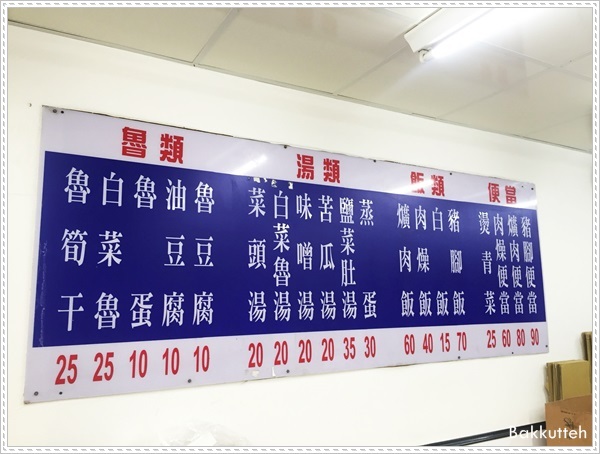 魯類
魯筍干 25
白菜魯 25
魯蛋 10
油豆腐 10
魯豆腐 10
湯類
菜頭湯 20
白菜魯湯 20
味噌湯 20
苦瓜湯 20
鹽菜肚湯 35
蒸蛋 30
飯類
爌肉飯 60
肉燥飯 40
白飯 15
豬腳飯 70
便當
燙青菜 25
肉燥便當 60
爌肉便當 80
豬腳便當 90
Bakkutteh